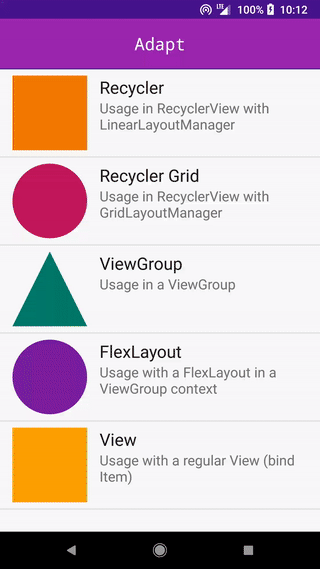 100% 10:12
Adapt
Recycler
Usage in RecyclerView with
LinearLayoutManager
Recycler Grid
Usage in RecyclerView with
GridLayoutManager
ViewGroup
Usage in a ViewGroup
FlexLayout
Usage with a FlexLayout in a
ViewGroup context
View
Usage with a regular View (bind
Item)